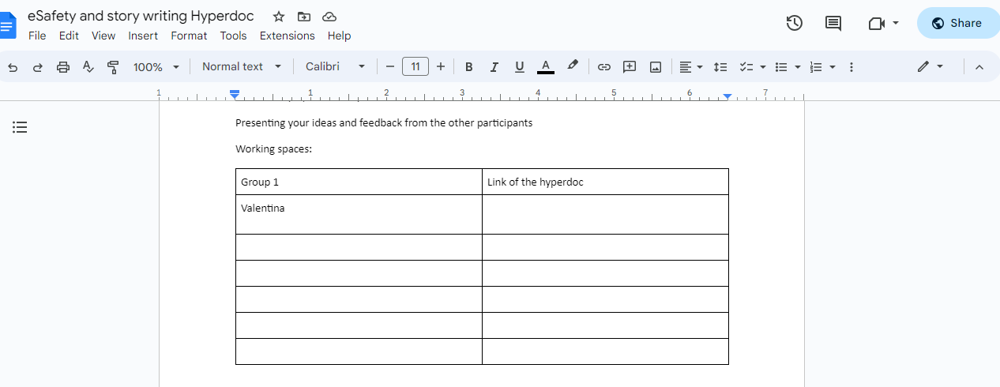 eSafety and story writing Hyperdoc
File Edit View Insert Format Tools Extensions Help
Share
100% Normal text Calibri 11 B I U A
1 1 2 3 4 5 6 7
Presenting your ideas and feedback from the other participants
Working spaces:
Group 1 Link of the hyperdoc
Valentina